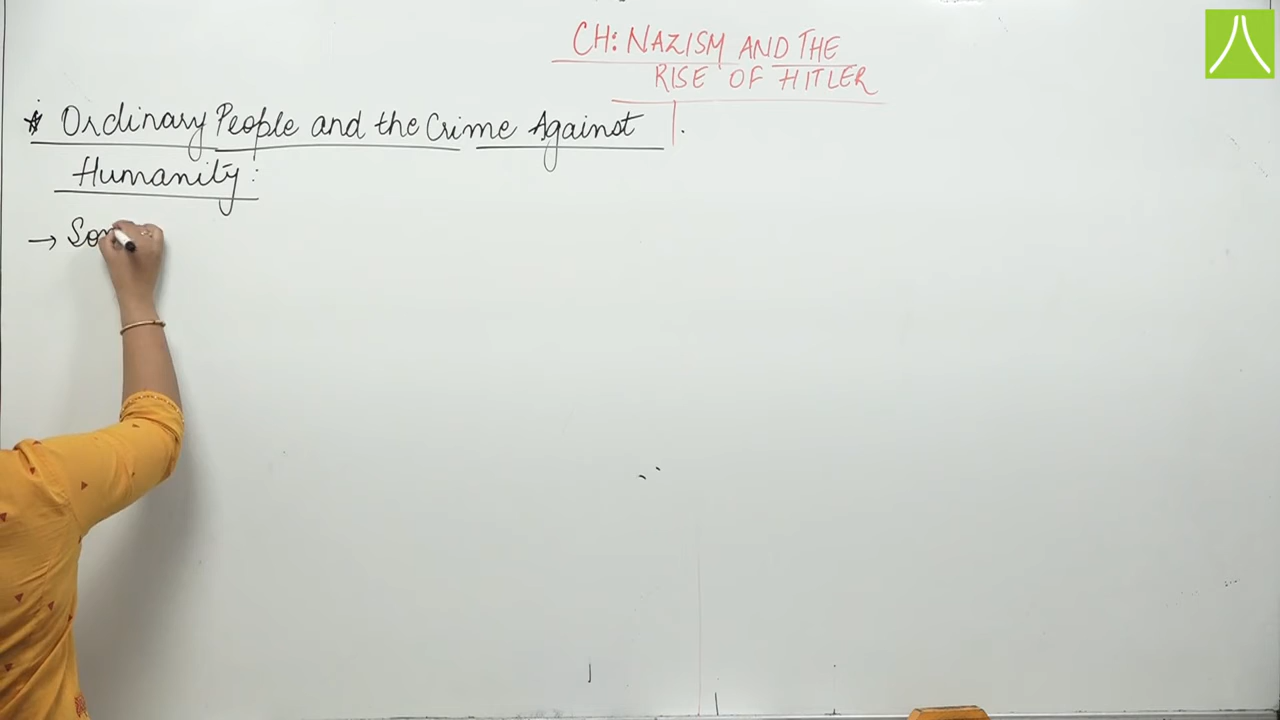 CH: NAZISM AND THE
RISE OF HITLER
* Ordinary People and the Crime Against
Humanity:
→